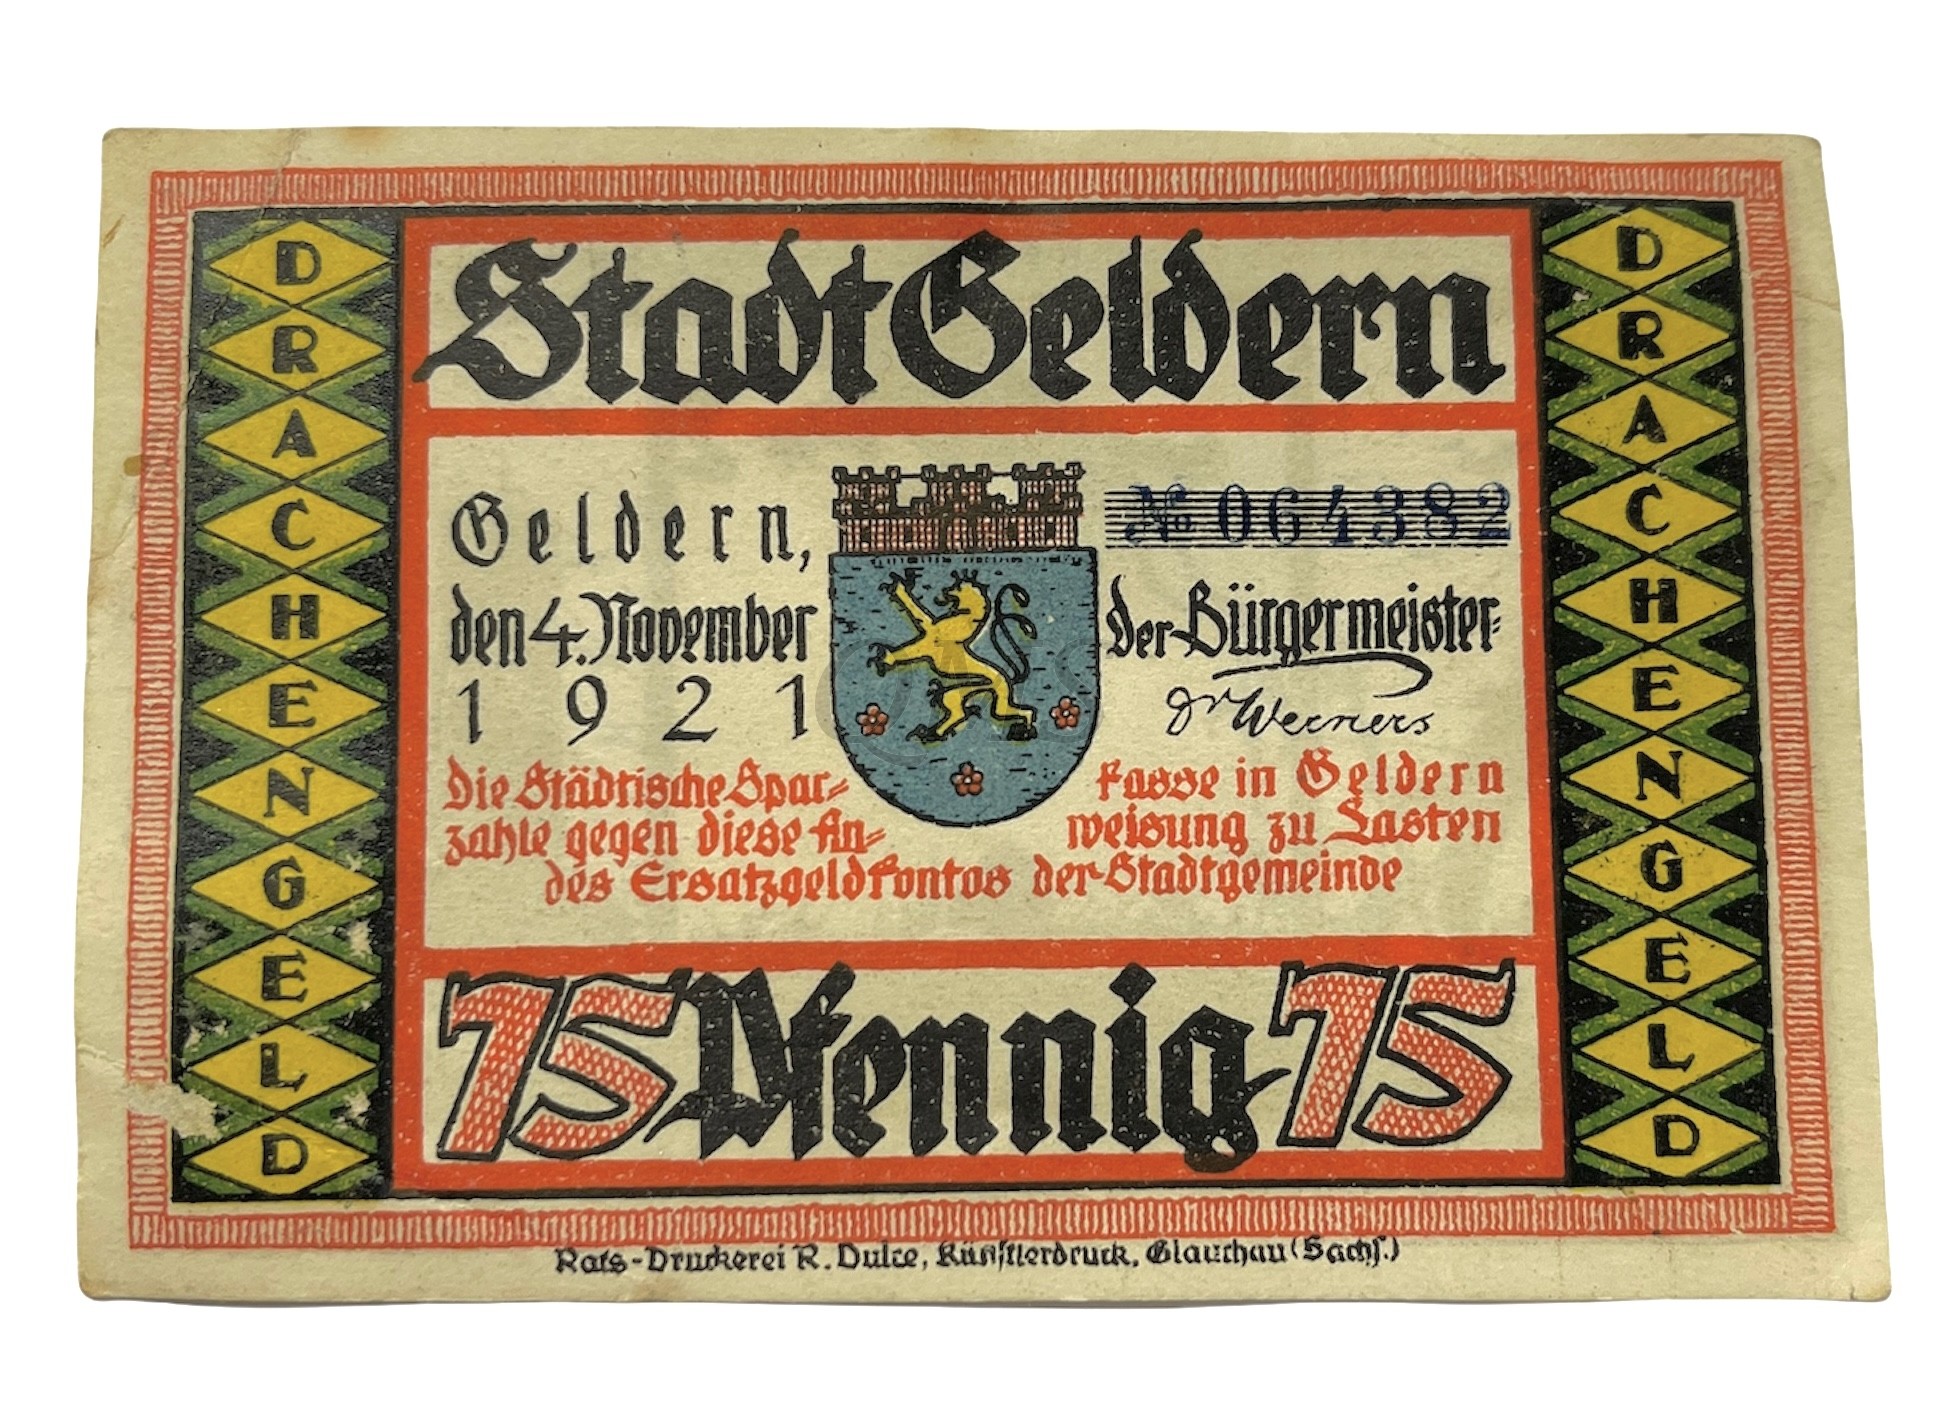 Stadt Geldern
DRACHENGELD
DRACHENGELD
Geldern,
den 4. November
1921
No 064382
Der Bürgermeister:
Dr Werners
Die Städtische Spar=kasse in Geldern
zahle gegen diese An=weisung zu Lasten
des Ersatzgeldkontos der Stadtgemeinde
75 Pfennig 75
Rats-Druckerei R. Dulce, Künstlerdruck, Glauchau (Sachs.)